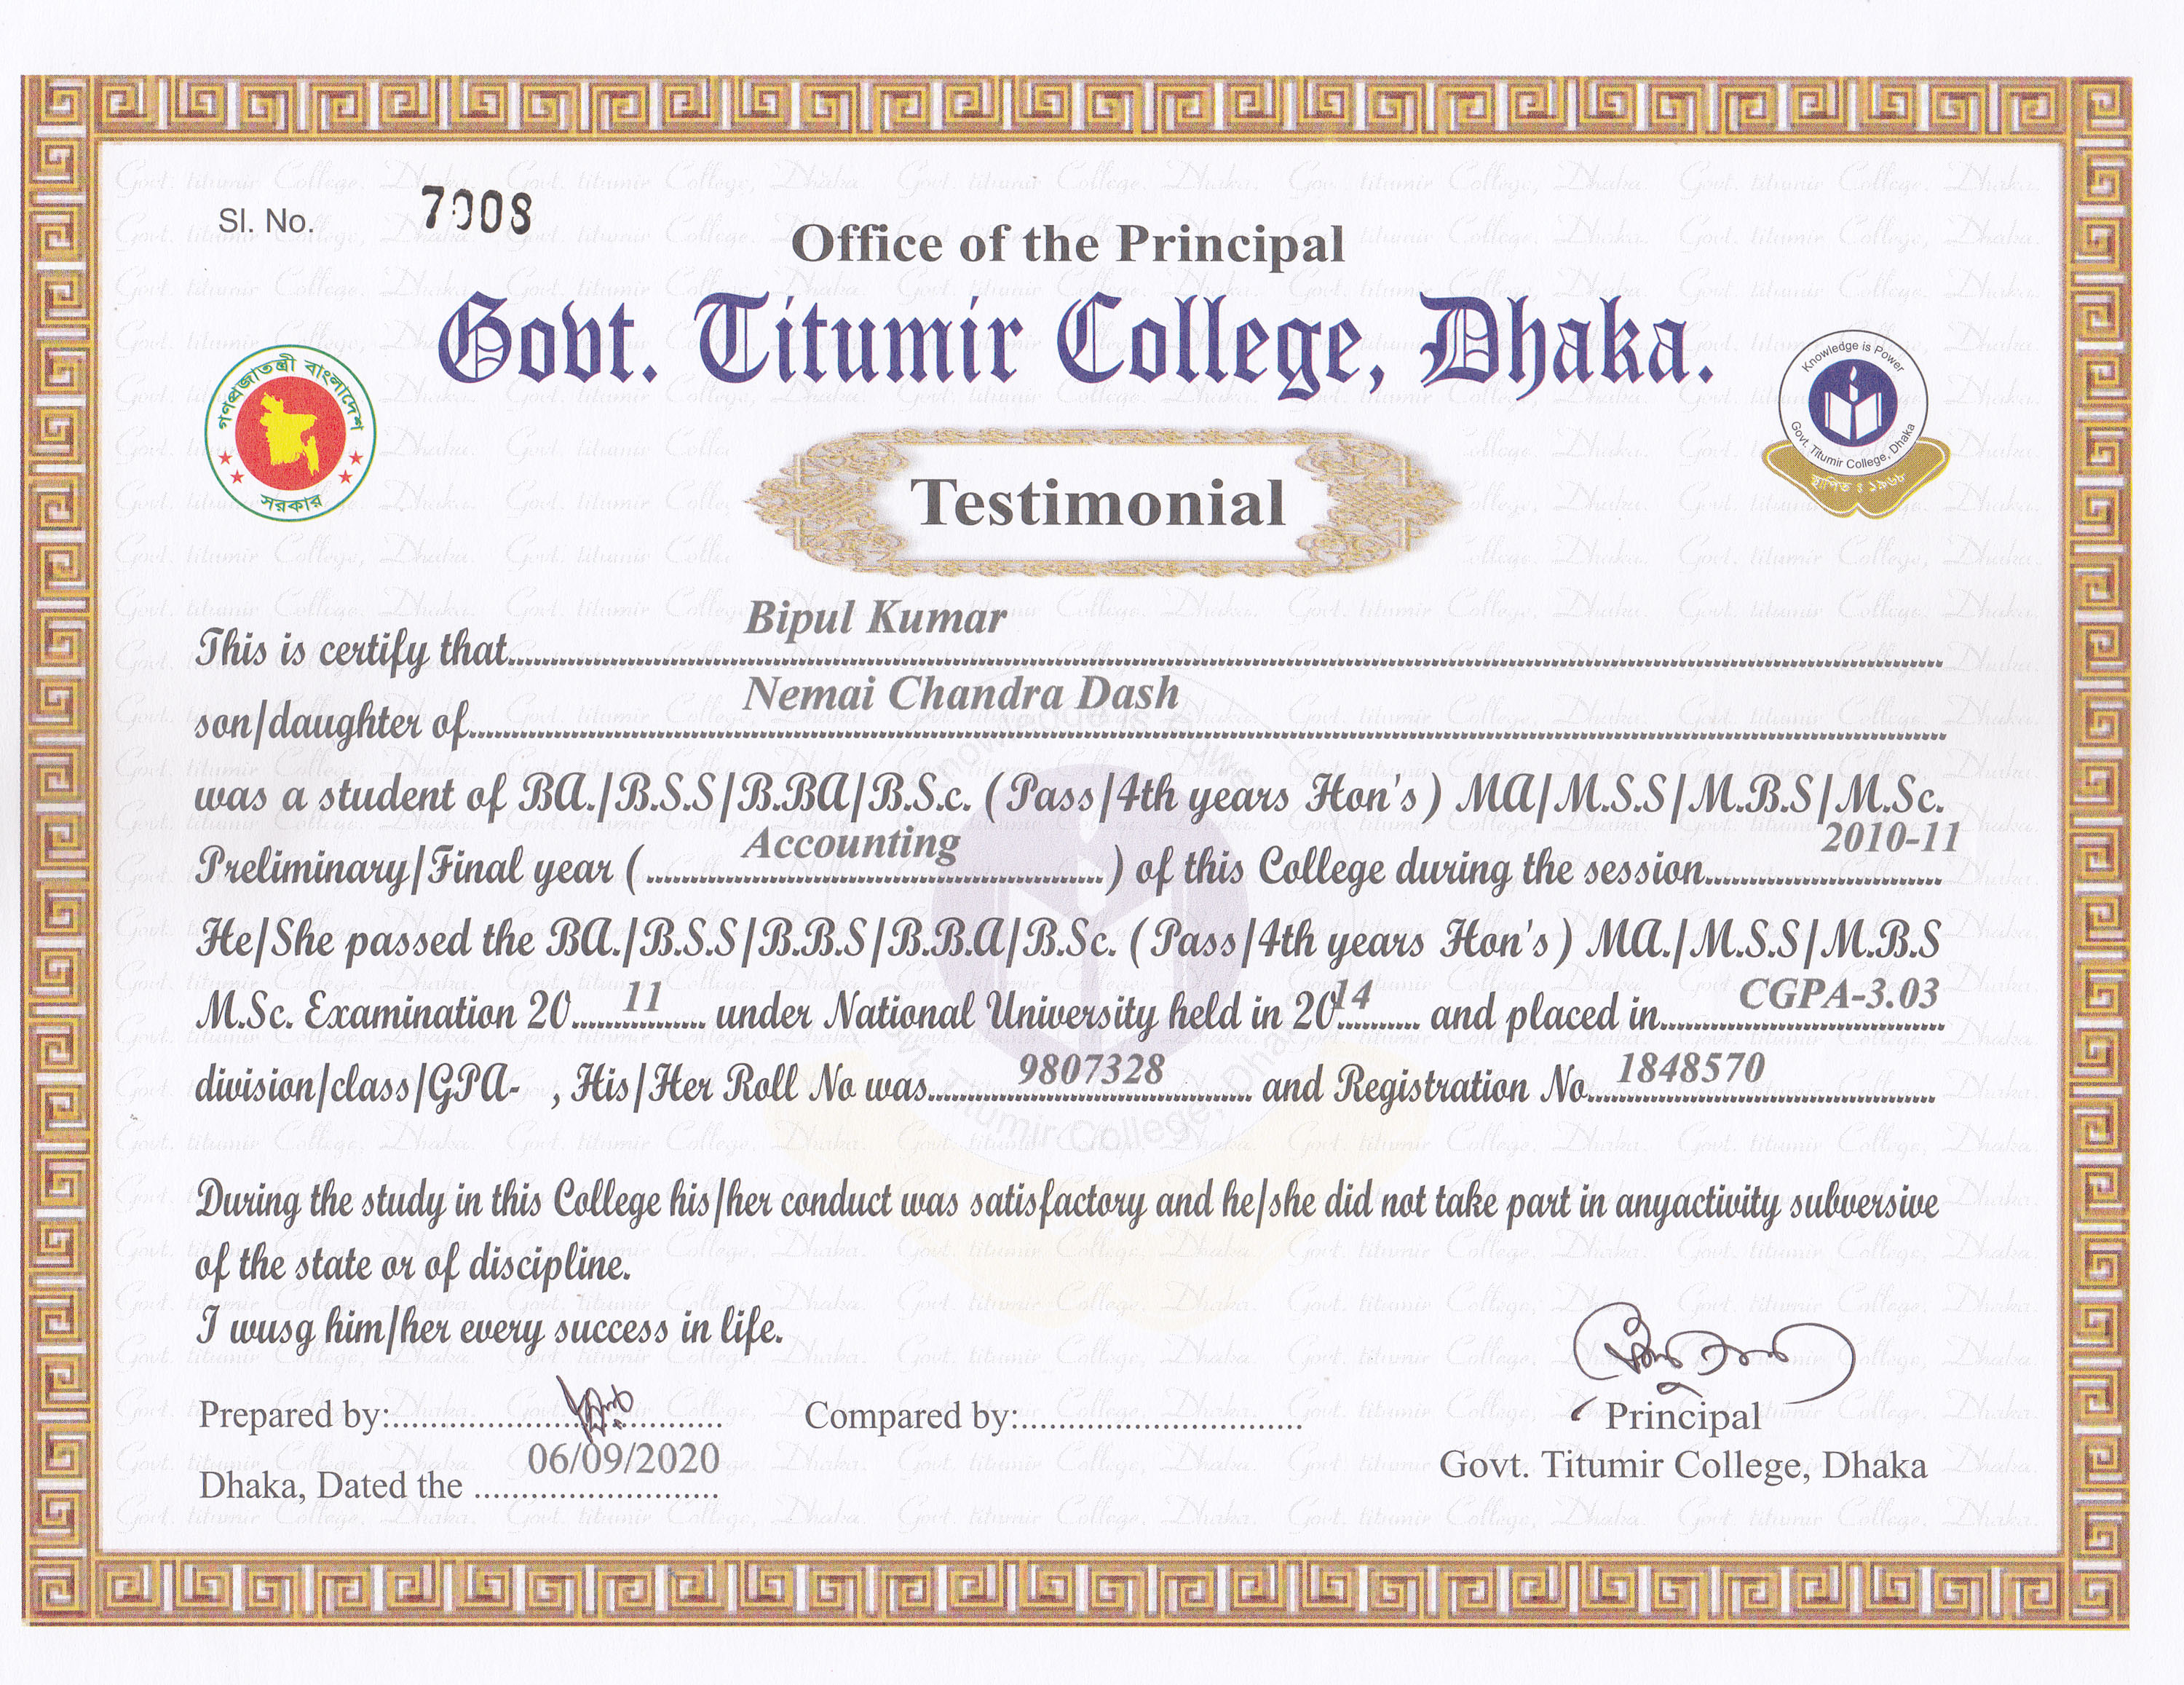 Sl. No. 7008
Office of the Principal
Govt. Titumir College, Dhaka.
গণপ্রজাতন্ত্রী বাংলাদেশ
সরকার
Knowledge is Power
Govt. Titumir College, Dhaka
স্থাপিত ঃ ১৯৬৮
Testimonial
Bipul Kumar
This is certify that
Nemai Chandra Dash
son/daughter of
was a student of BA./B.S.S/B.BA/B.S.c. (Pass/4th years Hon's) MA/M.S.S/M.B.S/M.Sc.
Preliminary/Final year (Accounting) of this College during the session 2010-11
He/She passed the BA./B.S.S/B.B.S/B.B.A/B.Sc. (Pass/4th years Hon's) MA./M.S.S/M.B.S
M.Sc. Examination 20 11 under National University held in 20 14 and placed in CGPA-3.03
division/class/GPA- , His/Her Roll No was 9807328 and Registration No 1848570
During the study in this College his/her conduct was satisfactory and he/she did not take part in anyactivity subversive
of the state or of discipline.
I wusg him/her every success in life.
Prepared by: Compared by: Principal
06/09/2020
Dhaka, Dated the
Govt. Titumir College, Dhaka